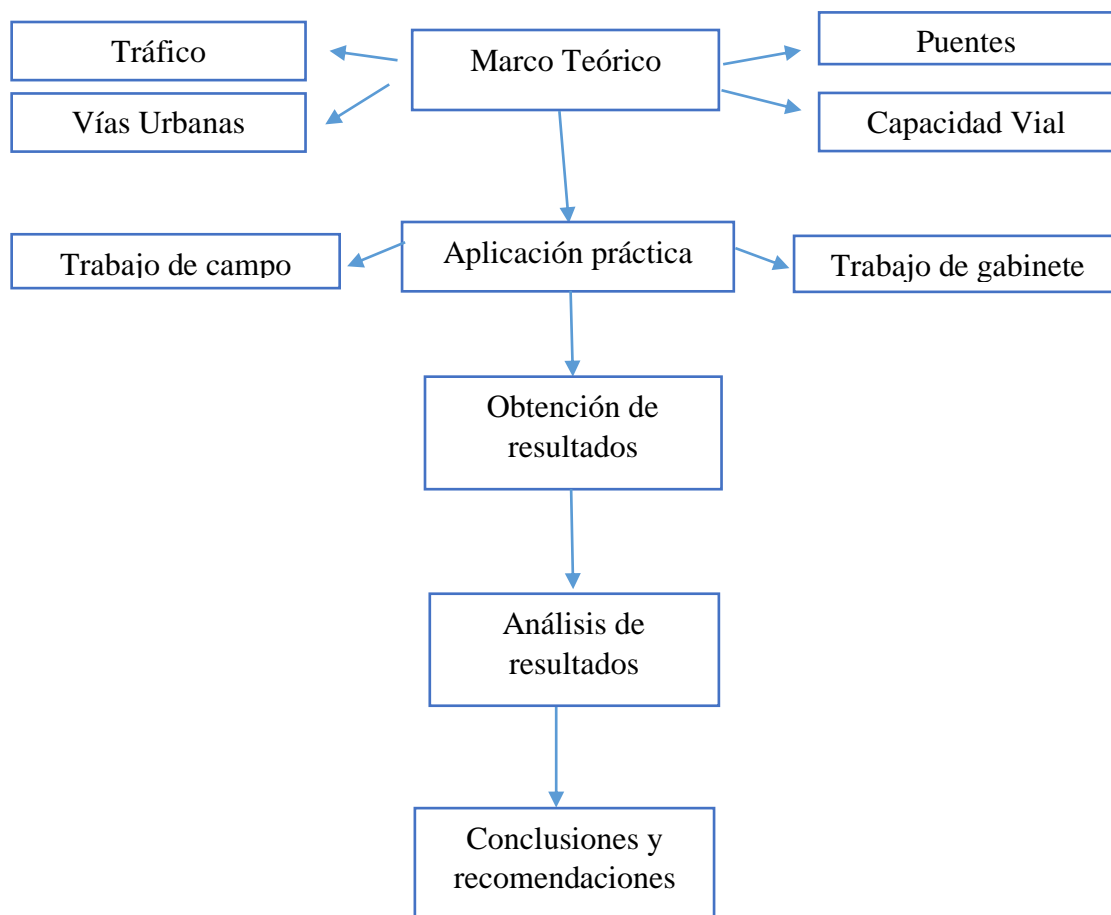 Tráfico
Marco Teórico
Puentes
Vías Urbanas
Capacidad Vial
Trabajo de campo
Aplicación práctica
Trabajo de gabinete
Obtención de
resultados
Análisis de
resultados
Conclusiones y
recomendaciones